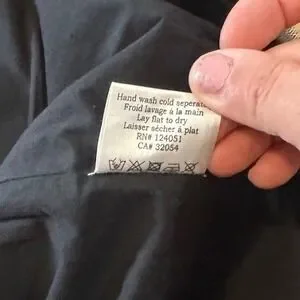 Hand wash cold seperate
Froid lavage à la main
Lay flat to dry
Laisser sécher à plat
RN# 124051
CA# 32054